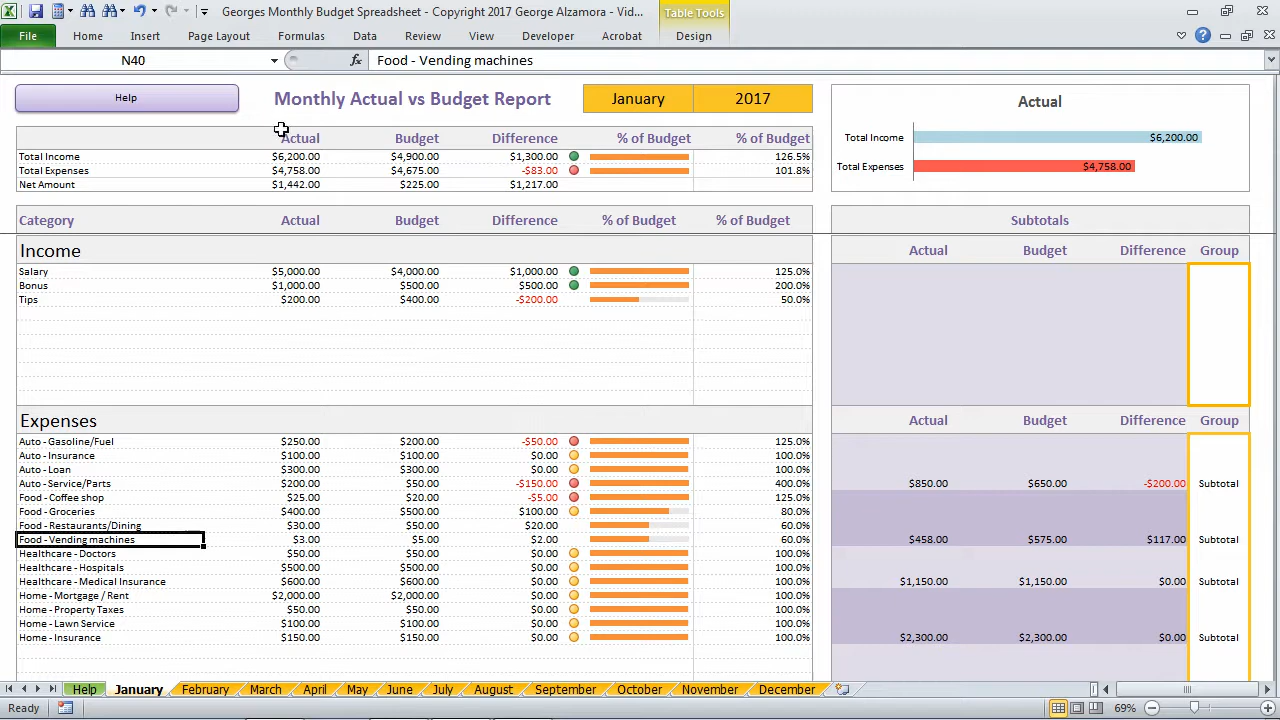 Georges Monthly Budget Spreadsheet - Copyright 2017 George Alzamora - Vid...
Table Tools
File Home Insert Page Layout Formulas Data Review View Developer Acrobat Design
N40 fx Food - Vending machines
Help
Monthly Actual vs Budget Report January 2017
Actual Budget Difference % of Budget % of Budget
Total Income $6,200.00 $4,900.00 $1,300.00 126.5%
Total Expenses $4,758.00 $4,675.00 -$83.00 101.8%
Net Amount $1,442.00 $225.00 $1,217.00
Actual
Total Income $6,200.00
Total Expenses $4,758.00
Category Actual Budget Difference % of Budget % of Budget Subtotals
Income Actual Budget Difference Group
Salary $5,000.00 $4,000.00 $1,000.00 125.0%
Bonus $1,000.00 $500.00 $500.00 200.0%
Tips $200.00 $400.00 -$200.00 50.0%
Expenses Actual Budget Difference Group
Auto - Gasoline/Fuel $250.00 $200.00 -$50.00 125.0%
Auto - Insurance $100.00 $100.00 $0.00 100.0%
Auto - Loan $300.00 $300.00 $0.00 100.0%
Auto - Service/Parts $200.00 $50.00 -$150.00 400.0% $850.00 $650.00 -$200.00 Subtotal
Food - Coffee shop $25.00 $20.00 -$5.00 125.0%
Food - Groceries $400.00 $500.00 $100.00 80.0%
Food - Restaurants/Dining $30.00 $50.00 $20.00 60.0%
Food - Vending machines $3.00 $5.00 $2.00 60.0% $458.00 $575.00 $117.00 Subtotal
Healthcare - Doctors $50.00 $50.00 $0.00 100.0%
Healthcare - Hospitals $500.00 $500.00 $0.00 100.0%
Healthcare - Medical Insurance $600.00 $600.00 $0.00 100.0% $1,150.00 $1,150.00 $0.00 Subtotal
Home - Mortgage / Rent $2,000.00 $2,000.00 $0.00 100.0%
Home - Property Taxes $50.00 $50.00 $0.00 100.0%
Home - Lawn Service $100.00 $100.00 $0.00 100.0%
Home - Insurance $150.00 $150.00 $0.00 100.0% $2,300.00 $2,300.00 $0.00 Subtotal
Help January February March April May June July August September October November December
Ready 69%